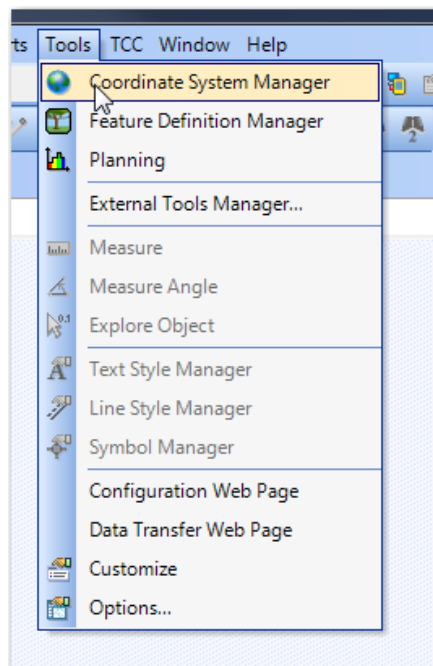 ts Tools TCC Window Help
Coordinate System Manager
Feature Definition Manager
Planning
External Tools Manager...
Measure
Measure Angle
Explore Object
Text Style Manager
Line Style Manager
Symbol Manager
Configuration Web Page
Data Transfer Web Page
Customize
Options...